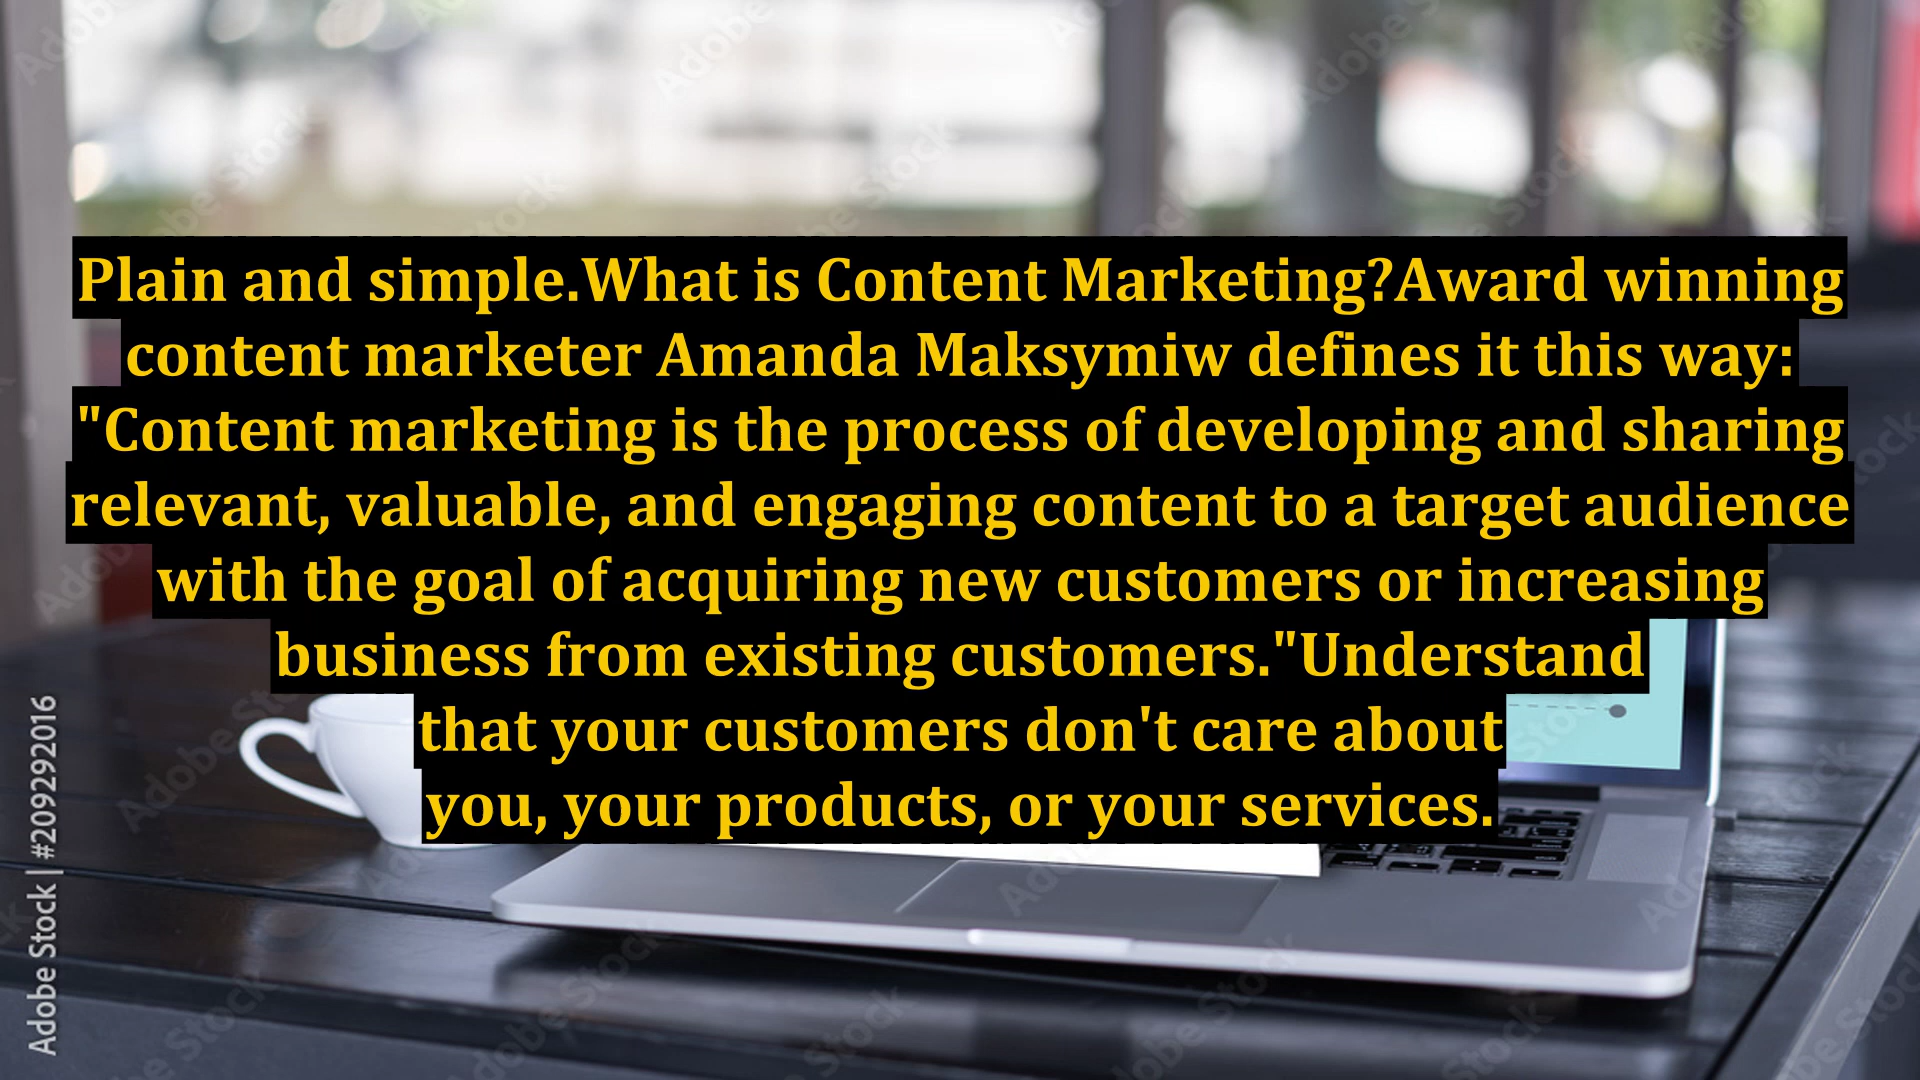 Plain and simple.What is Content Marketing?Award winning
content marketer Amanda Maksymiw defines it this way:
"Content marketing is the process of developing and sharing
relevant, valuable, and engaging content to a target audience
with the goal of acquiring new customers or increasing
business from existing customers."Understand
that your customers don't care about
you, your products, or your services.
Adobe Stock | #209292016